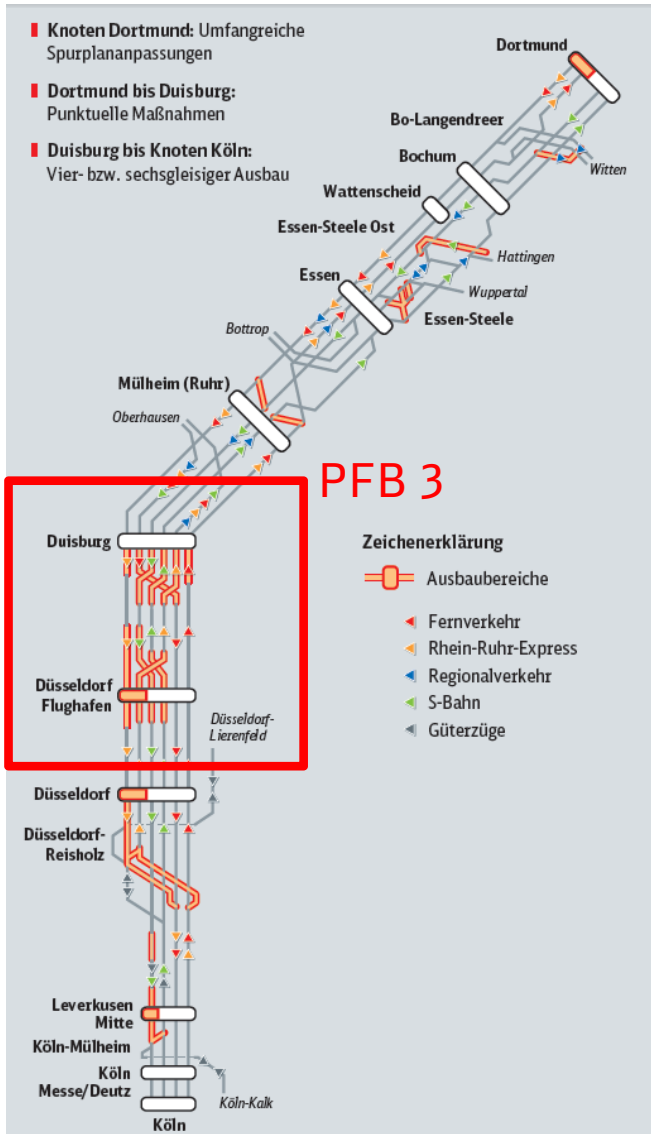 Knoten Dortmund: Umfangreiche
Spurplananpassungen
Dortmund bis Duisburg:
Punktuelle Maßnahmen
Duisburg bis Knoten Köln:
Vier- bzw. sechsgleisiger Ausbau
Dortmund
Bo-Langendreer
Bochum
Witten
Wattenscheid
Essen-Steele Ost
Hattingen
Essen
Wuppertal
Essen-Steele
Bottrop
Mülheim (Ruhr)
Oberhausen
PFB 3
Duisburg
Zeichenerklärung
Ausbaubereiche
Fernverkehr
Rhein-Ruhr-Express
Regionalverkehr
S-Bahn
Güterzüge
Düsseldorf
Flughafen
Düsseldorf-
Lierenfeld
Düsseldorf
Düsseldorf-
Reisholz
Leverkusen
Mitte
Köln-Mülheim
Köln
Messe/Deutz
Köln-Kalk
Köln